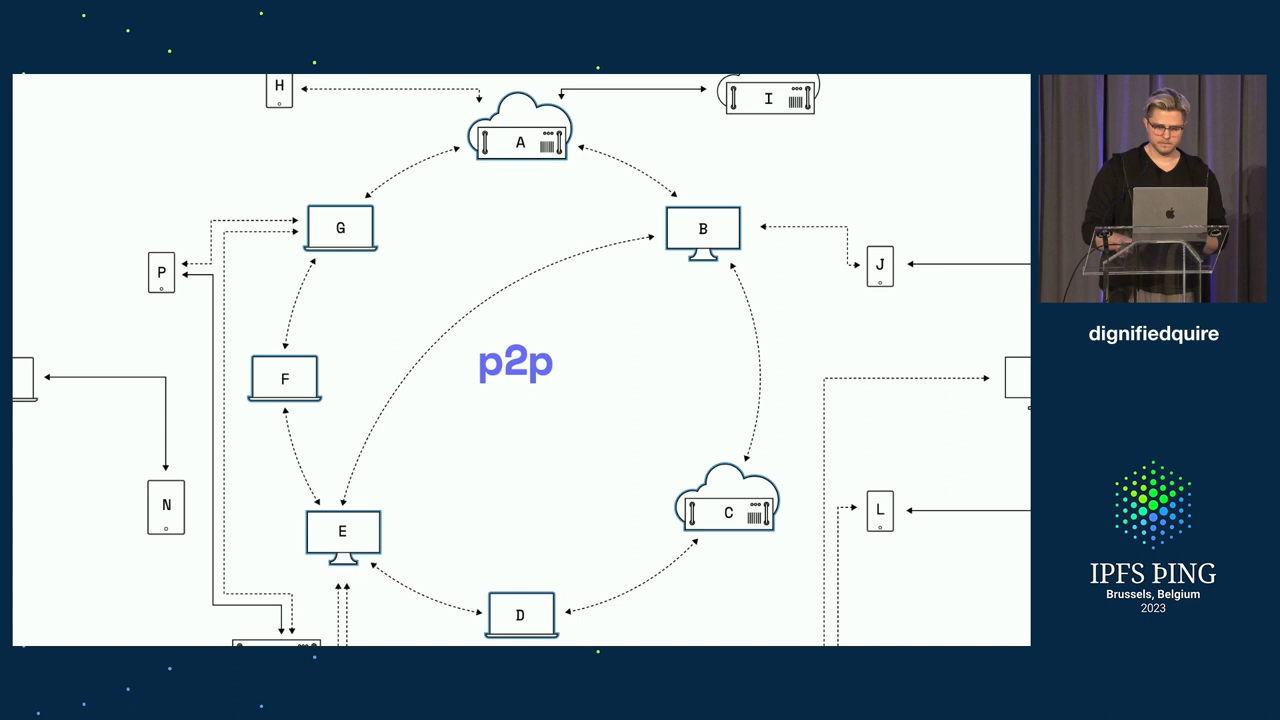 H
I
A
G
B
P
J
p2p
F
N
E
C
L
D
dignifiedquire
IPFS ÞING
Brussels, Belgium
2023